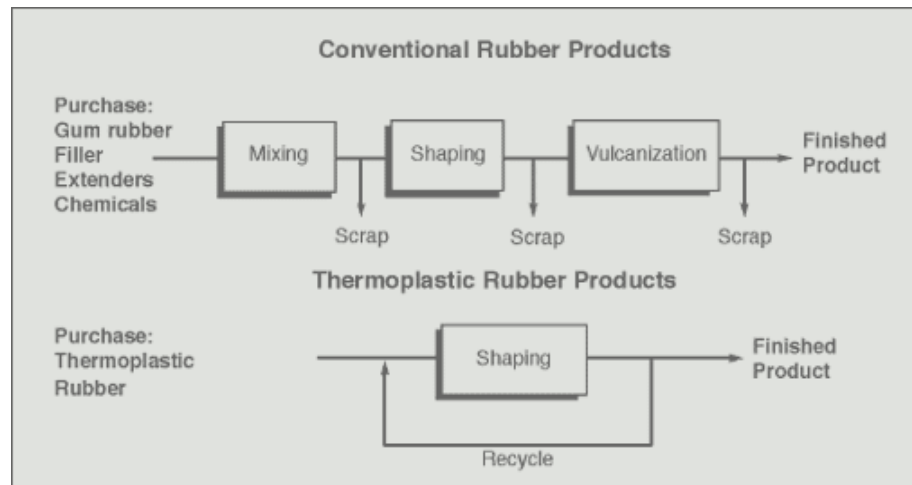 Conventional Rubber Products
Purchase:
Gum rubber
Filler
Extenders
Chemicals
Mixing
Shaping
Vulcanization
Finished
Product
Scrap
Scrap
Scrap
Thermoplastic Rubber Products
Purchase:
Thermoplastic
Rubber
Shaping
Finished
Product
Recycle